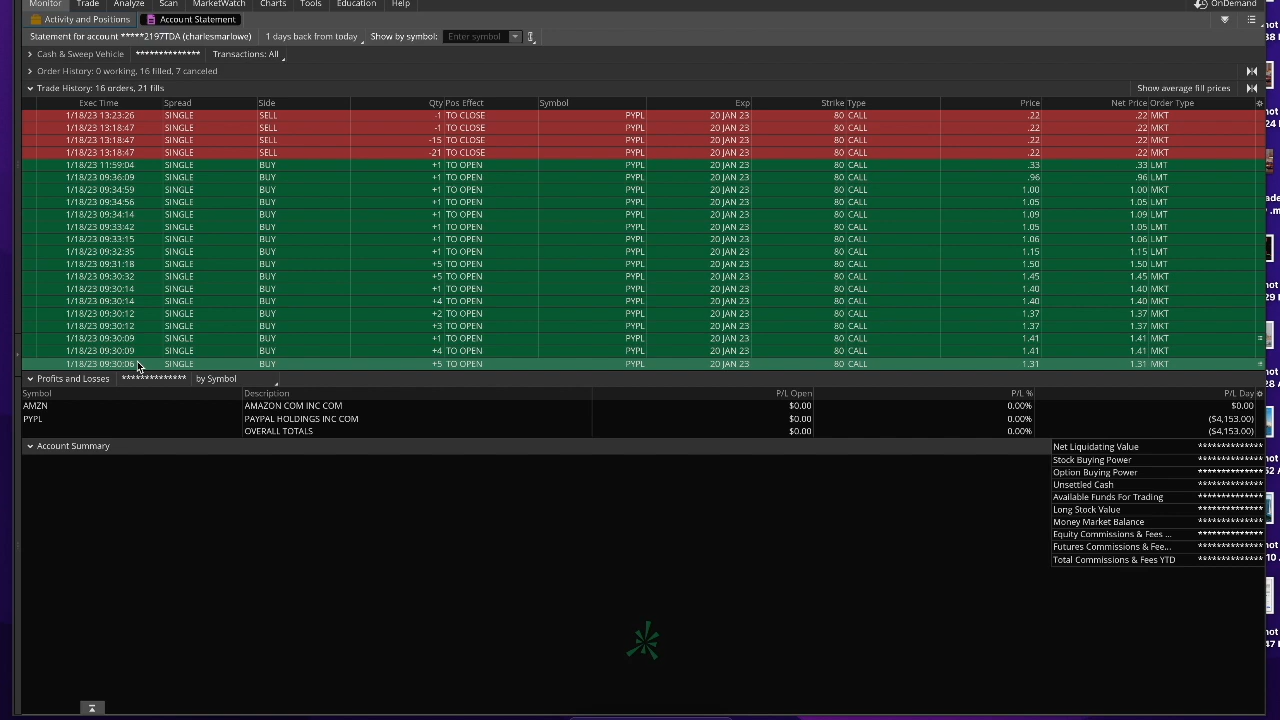 Monitor Trade Analyze Scan MarketWatch Charts Tools Education Help OnDemand
Activity and Positions Account Statement
Statement for account *****2197TDA (charlesmarlowe) 1 days back from today Show by symbol: Enter symbol
Cash & Sweep Vehicle ************** Transactions: All
Order History: 0 working, 16 filled, 7 canceled
Trade History: 16 orders, 21 fills Show average fill prices
Exec Time Spread Side Qty Pos Effect Symbol Exp Strike Type Price Net Price Order Type
1/18/23 13:23:26 SINGLE SELL -1 TO CLOSE PYPL 20 JAN 23 80 CALL .22 .22 MKT
1/18/23 13:18:47 SINGLE SELL -1 TO CLOSE PYPL 20 JAN 23 80 CALL .22 .22 MKT
1/18/23 13:18:47 SINGLE SELL -15 TO CLOSE PYPL 20 JAN 23 80 CALL .22 .22 MKT
1/18/23 13:18:47 SINGLE SELL -21 TO CLOSE PYPL 20 JAN 23 80 CALL .22 .22 MKT
1/18/23 11:59:04 SINGLE BUY +1 TO OPEN PYPL 20 JAN 23 80 CALL .33 .33 LMT
1/18/23 09:36:09 SINGLE BUY +1 TO OPEN PYPL 20 JAN 23 80 CALL .96 .96 LMT
1/18/23 09:34:59 SINGLE BUY +1 TO OPEN PYPL 20 JAN 23 80 CALL 1.00 1.00 MKT
1/18/23 09:34:56 SINGLE BUY +1 TO OPEN PYPL 20 JAN 23 80 CALL 1.05 1.05 LMT
1/18/23 09:34:14 SINGLE BUY +1 TO OPEN PYPL 20 JAN 23 80 CALL 1.09 1.09 LMT
1/18/23 09:33:42 SINGLE BUY +1 TO OPEN PYPL 20 JAN 23 80 CALL 1.05 1.05 LMT
1/18/23 09:33:15 SINGLE BUY +1 TO OPEN PYPL 20 JAN 23 80 CALL 1.06 1.06 LMT
1/18/23 09:32:35 SINGLE BUY +1 TO OPEN PYPL 20 JAN 23 80 CALL 1.15 1.15 LMT
1/18/23 09:31:18 SINGLE BUY +5 TO OPEN PYPL 20 JAN 23 80 CALL 1.50 1.50 LMT
1/18/23 09:30:32 SINGLE BUY +5 TO OPEN PYPL 20 JAN 23 80 CALL 1.45 1.45 MKT
1/18/23 09:30:14 SINGLE BUY +1 TO OPEN PYPL 20 JAN 23 80 CALL 1.40 1.40 MKT
1/18/23 09:30:14 SINGLE BUY +4 TO OPEN PYPL 20 JAN 23 80 CALL 1.40 1.40 MKT
1/18/23 09:30:12 SINGLE BUY +2 TO OPEN PYPL 20 JAN 23 80 CALL 1.37 1.37 MKT
1/18/23 09:30:12 SINGLE BUY +3 TO OPEN PYPL 20 JAN 23 80 CALL 1.37 1.37 MKT
1/18/23 09:30:09 SINGLE BUY +1 TO OPEN PYPL 20 JAN 23 80 CALL 1.41 1.41 MKT
1/18/23 09:30:09 SINGLE BUY +4 TO OPEN PYPL 20 JAN 23 80 CALL 1.41 1.41 MKT
1/18/23 09:30:06 SINGLE BUY +5 TO OPEN PYPL 20 JAN 23 80 CALL 1.31 1.31 MKT
Profits and Losses ************** by Symbol
Symbol Description P/L Open P/L % P/L Day
AMZN AMAZON COM INC COM $0.00 0.00% $0.00
PYPL PAYPAL HOLDINGS INC COM $0.00 0.00% ($4,153.00)
OVERALL TOTALS $0.00 0.00% ($4,153.00)
Account Summary
Net Liquidating Value **************
Stock Buying Power **************
Option Buying Power **************
Unsettled Cash **************
Available Funds For Trading **************
Long Stock Value **************
Money Market Balance **************
Equity Commissions & Fees ... **************
Futures Commissions & Fee... **************
Total Commissions & Fees YTD **************